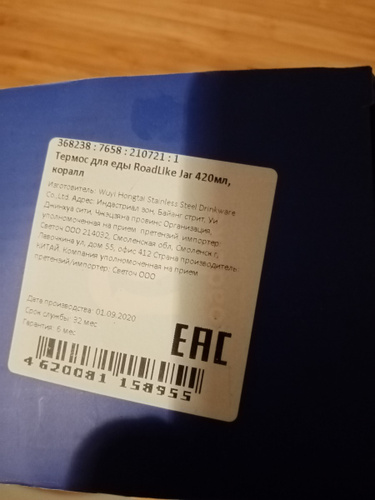 368238 : 7658 : 210721 : 1
Термос для еды RoadLike Jar 420мл,
коралл
Изготовитель: Wuyi Hongtai Stainless Steel Drinkware
Co.,Ltd. Адрес: Индастриал зон, Байянг стрит, Уи
Джинхуа сити, Чжэцзяна провинс Организация,
уполномоченная на прием претензий импортер:
Светоч ООО 214032, Смоленская обл, Смоленск г,
Лавочкина ул, дом 55, офис 412 Страна производитель:
КИТАЙ. Компания уполномоченная на прием
претензий/импортер: Светоч ООО
Дата производства: 01.09.2020
Срок службы: 32 мес
Гарантия: 6 мес
EAC
4 620081 158955